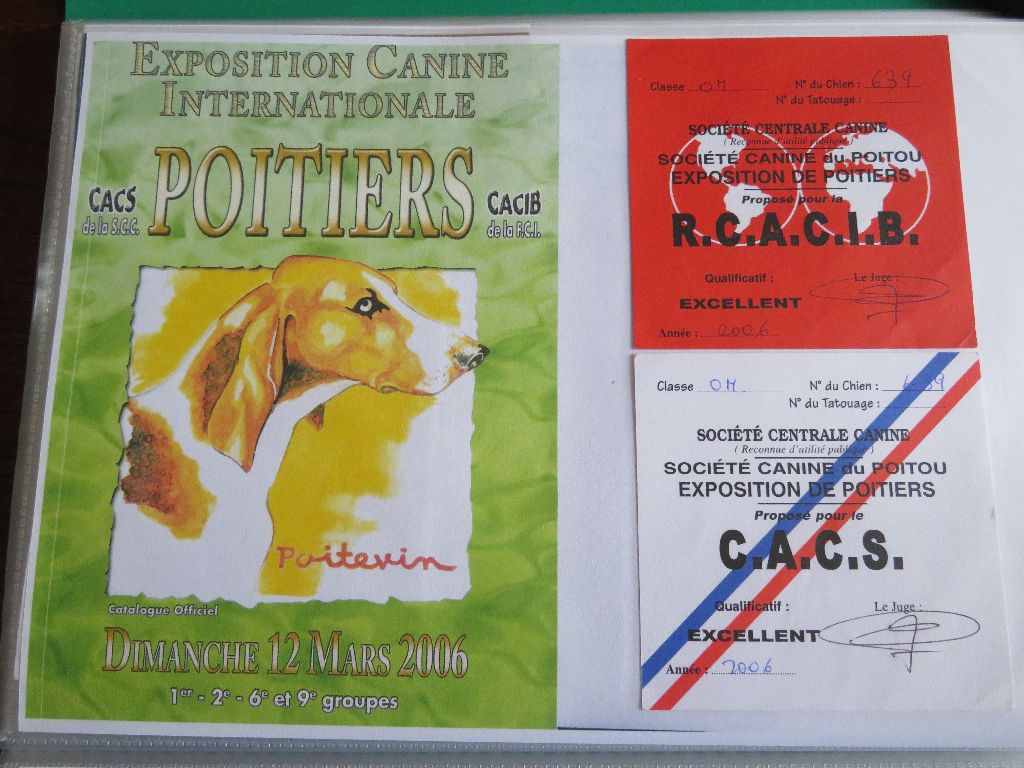 EXPOSITION CANINE
INTERNATIONALE
POITIERS
CACS
de la S.C.C.
CACIB
de la F.C.I.
Poitevin
Catalogue Officiel
DIMANCHE 12 MARS 2006
1er - 2e - 6e et 9e groupes
Classe OM N° du Chien : 639
N° du Tatouage :
SOCIÉTÉ CENTRALE CANINE
( Reconnue d'utilité publique )
SOCIÉTÉ CANINE du POITOU
EXPOSITION DE POITIERS
Proposé pour la
R.C.A.C.I.B.
Qualificatif : Le Juge :
EXCELLENT
Année : 2006
Classe OM N° du Chien : 639
N° du Tatouage :
SOCIÉTÉ CENTRALE CANINE
( Reconnue d'utilité publique )
SOCIÉTÉ CANINE du POITOU
EXPOSITION DE POITIERS
Proposé pour le
C.A.C.S.
Qualificatif : Le Juge :
EXCELLENT
Année : 2006